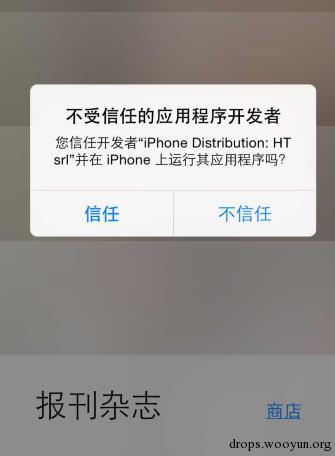 不受信任的应用程序开发者
您信任开发者“iPhone Distribution: HT
srl”并在 iPhone 上运行其应用程序吗?
信任
不信任
报刊杂志
商店
drops.wooyun.org